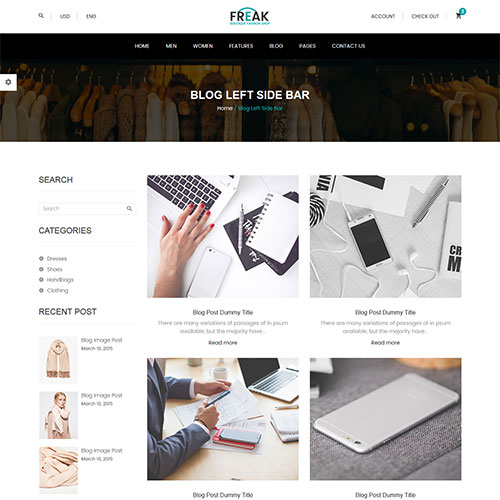 USD ENG FREAK ACCOUNT CHECK OUT 3
BOUTIQUE FASHION SHOP
HOME MEN WOMEN FEATURES BLOG PAGES CONTACT US
BLOG LEFT SIDE BAR
Home / Blog Left Side Bar
SEARCH
Search
CATEGORIES
Dresses
Shoes
Handbags
Clothing
RECENT POST
Blog Image Post
March 10, 2015
Blog Image Post
March 10, 2015
Blog Image Post
March 10, 2015
Blog Post Dummy Title
There are many variations of passages of in psum
available, but the majority have..
Read more
Blog Post Dummy Title
There are many variations of passages of in psum
available, but the majority have..
Read more
Blog Post Dummy Title
Blog Post Dummy Title